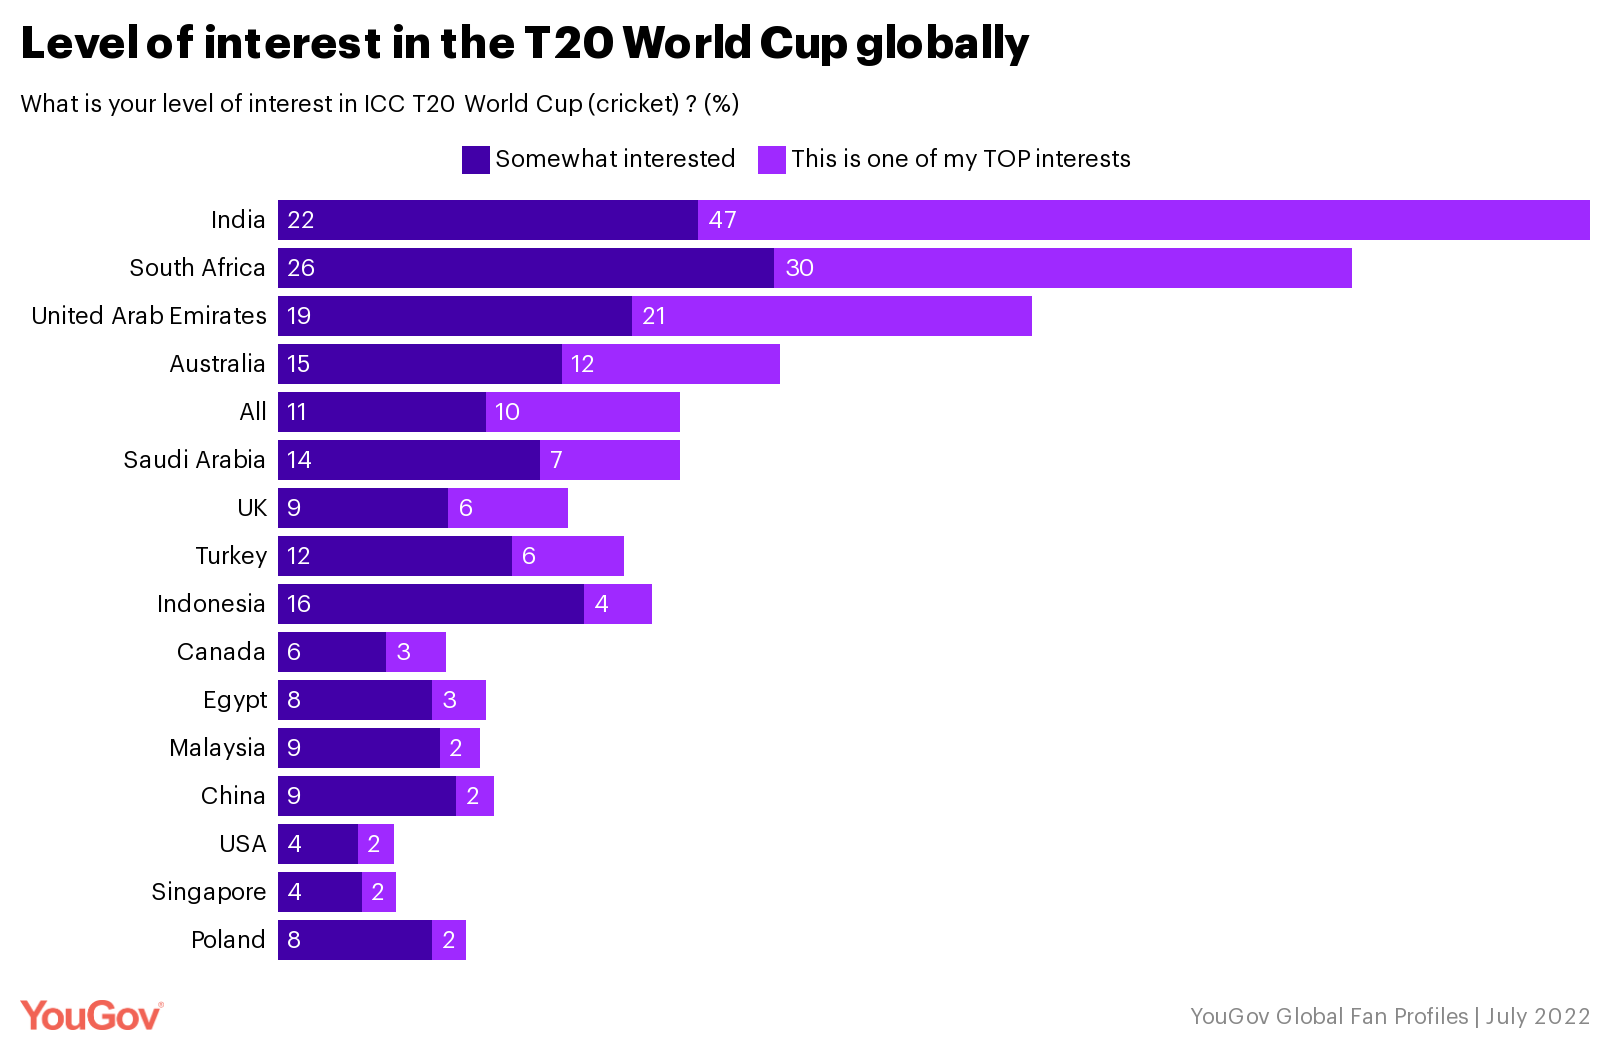 Level of interest in the T20 World Cup globally
What is your level of interest in ICC T20 World Cup (cricket) ? (%)
Somewhat interested This is one of my TOP interests
India 22 47
South Africa 26 30
United Arab Emirates 19 21
Australia 15 12
All 11 10
Saudi Arabia 14 7
UK 9 6
Turkey 12 6
Indonesia 16 4
Canada 6 3
Egypt 8 3
Malaysia 9 2
China 9 2
USA 4 2
Singapore 4 2
Poland 8 2
YouGov® YouGov Global Fan Profiles | July 2022